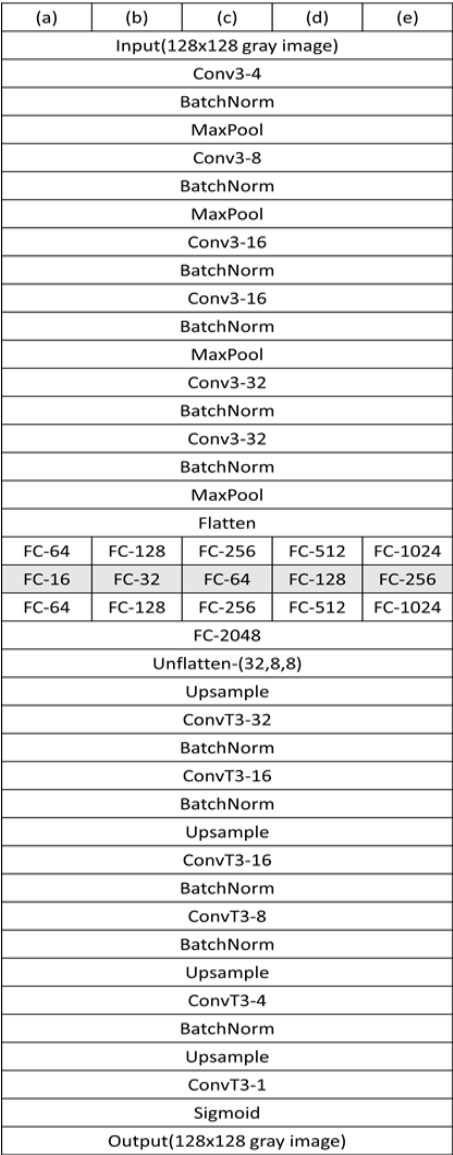 (a) (b) (c) (d) (e)
Input(128x128 gray image)
Conv3-4
BatchNorm
MaxPool
Conv3-8
BatchNorm
MaxPool
Conv3-16
BatchNorm
Conv3-16
BatchNorm
MaxPool
Conv3-32
BatchNorm
Conv3-32
BatchNorm
MaxPool
Flatten
FC-64 FC-128 FC-256 FC-512 FC-1024
FC-16 FC-32 FC-64 FC-128 FC-256
FC-64 FC-128 FC-256 FC-512 FC-1024
FC-2048
Unflatten-(32,8,8)
Upsample
ConvT3-32
BatchNorm
ConvT3-16
BatchNorm
Upsample
ConvT3-16
BatchNorm
ConvT3-8
BatchNorm
Upsample
ConvT3-4
BatchNorm
Upsample
ConvT3-1
Sigmoid
Output(128x128 gray image)